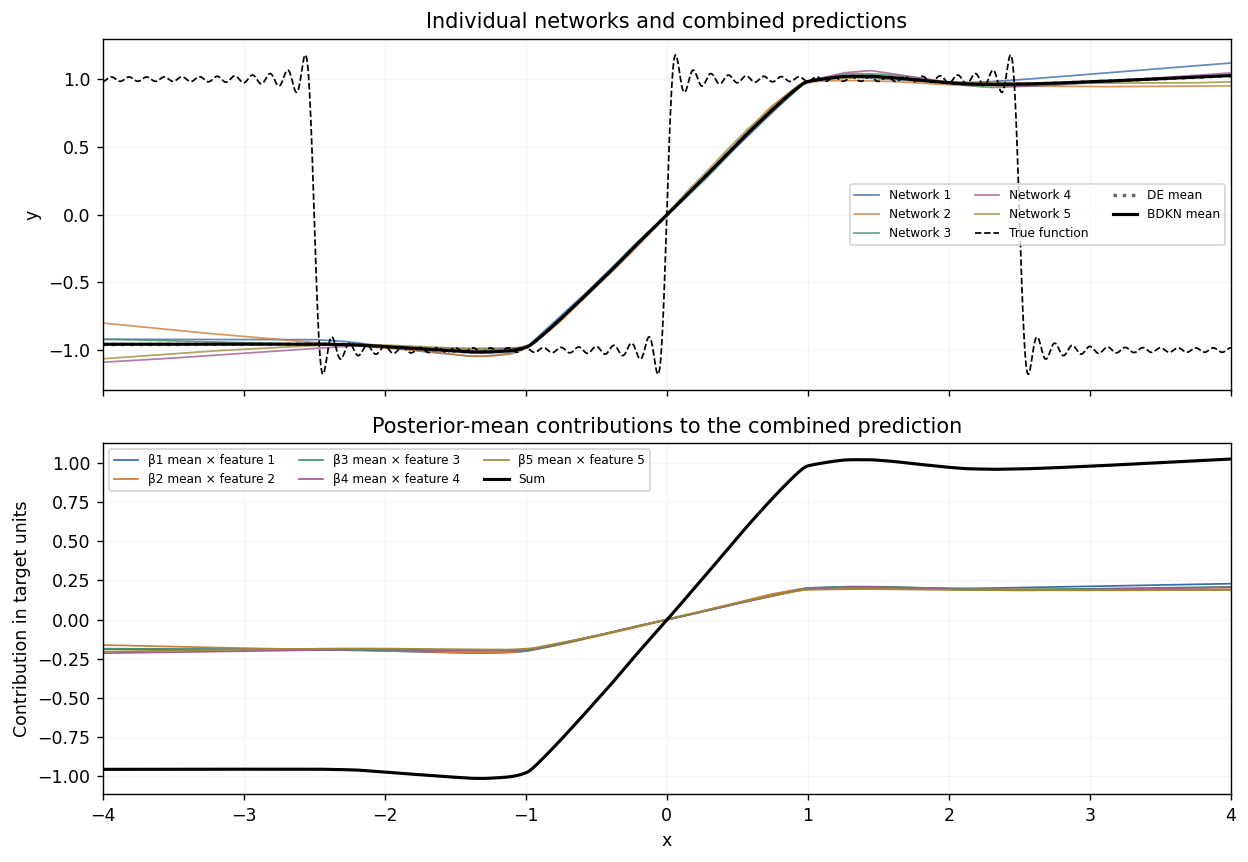 Individual networks and combined predictions
1.0
0.5
0.0
−0.5
−1.0
y
Network 1
Network 2
Network 3
Network 4
Network 5
True function
DE mean
BDKN mean
Posterior-mean contributions to the combined prediction
1.00
0.75
0.50
0.25
0.00
−0.25
−0.50
−0.75
−1.00
Contribution in target units
β1 mean × feature 1
β2 mean × feature 2
β3 mean × feature 3
β4 mean × feature 4
β5 mean × feature 5
Sum
−4
−3
−2
−1
0
1
2
3
4
x